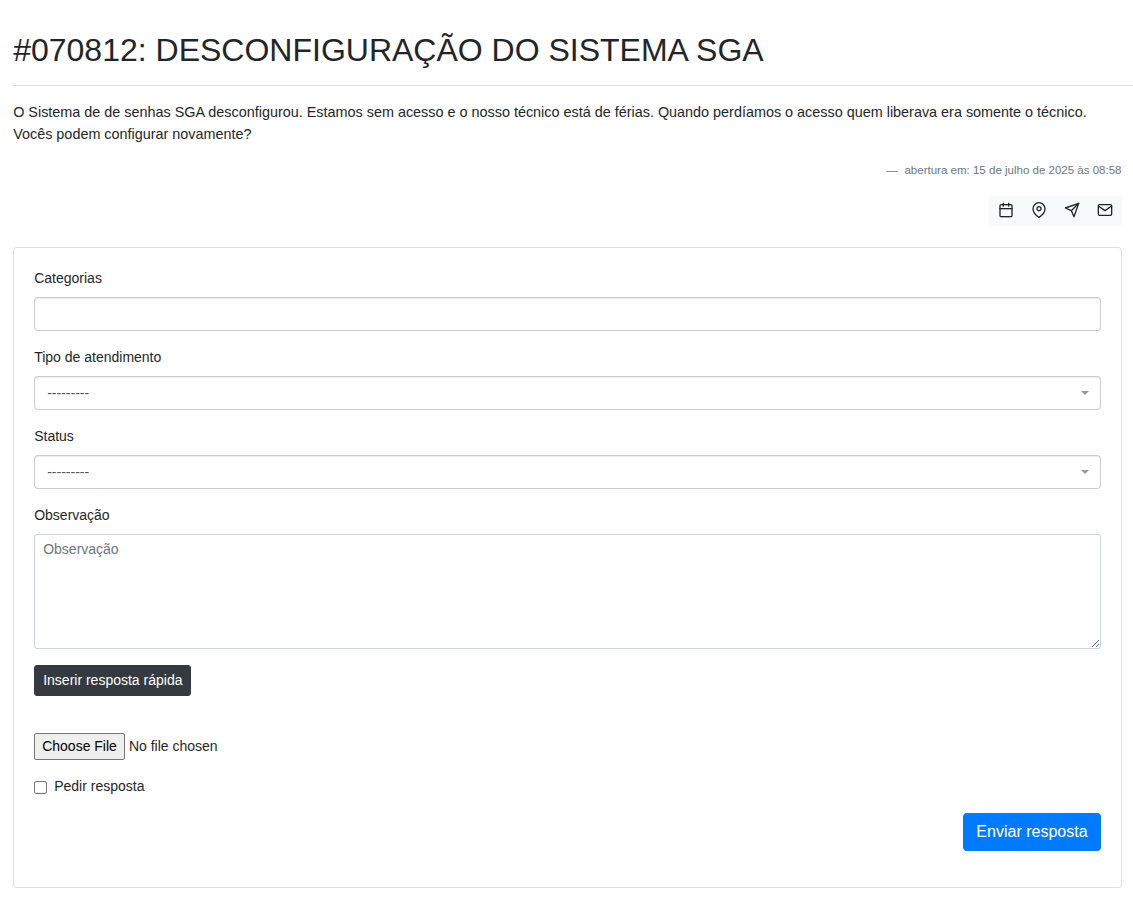 #070812: DESCONFIGURAÇÃO DO SISTEMA SGA
O Sistema de de senhas SGA desconfigurou. Estamos sem acesso e o nosso técnico está de férias. Quando perdíamos o acesso quem liberava era somente o técnico.
Vocês podem configurar novamente?
— abertura em: 15 de julho de 2025 às 08:58
Categorias
Tipo de atendimento
---------
Status
---------
Observação
Observação
Inserir resposta rápida
Choose File No file chosen
Pedir resposta
Enviar resposta